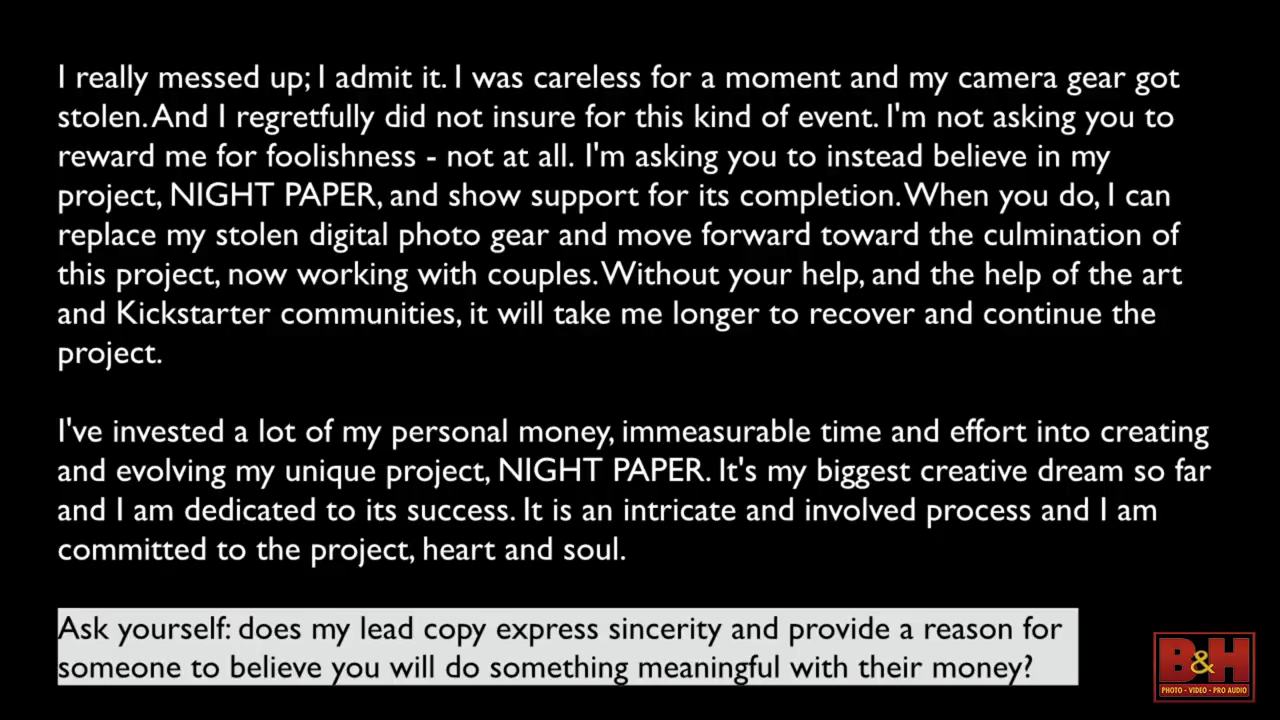 I really messed up; I admit it. I was careless for a moment and my camera gear got
stolen. And I regretfully did not insure for this kind of event. I'm not asking you to
reward me for foolishness - not at all. I'm asking you to instead believe in my
project, NIGHT PAPER, and show support for its completion. When you do, I can
replace my stolen digital photo gear and move forward toward the culmination of
this project, now working with couples. Without your help, and the help of the art
and Kickstarter communities, it will take me longer to recover and continue the
project.
I've invested a lot of my personal money, immeasurable time and effort into creating
and evolving my unique project, NIGHT PAPER. It's my biggest creative dream so far
and I am dedicated to its success. It is an intricate and involved process and I am
committed to the project, heart and soul.
Ask yourself: does my lead copy express sincerity and provide a reason for
someone to believe you will do something meaningful with their money?
B&H
PHOTO - VIDEO - PRO AUDIO